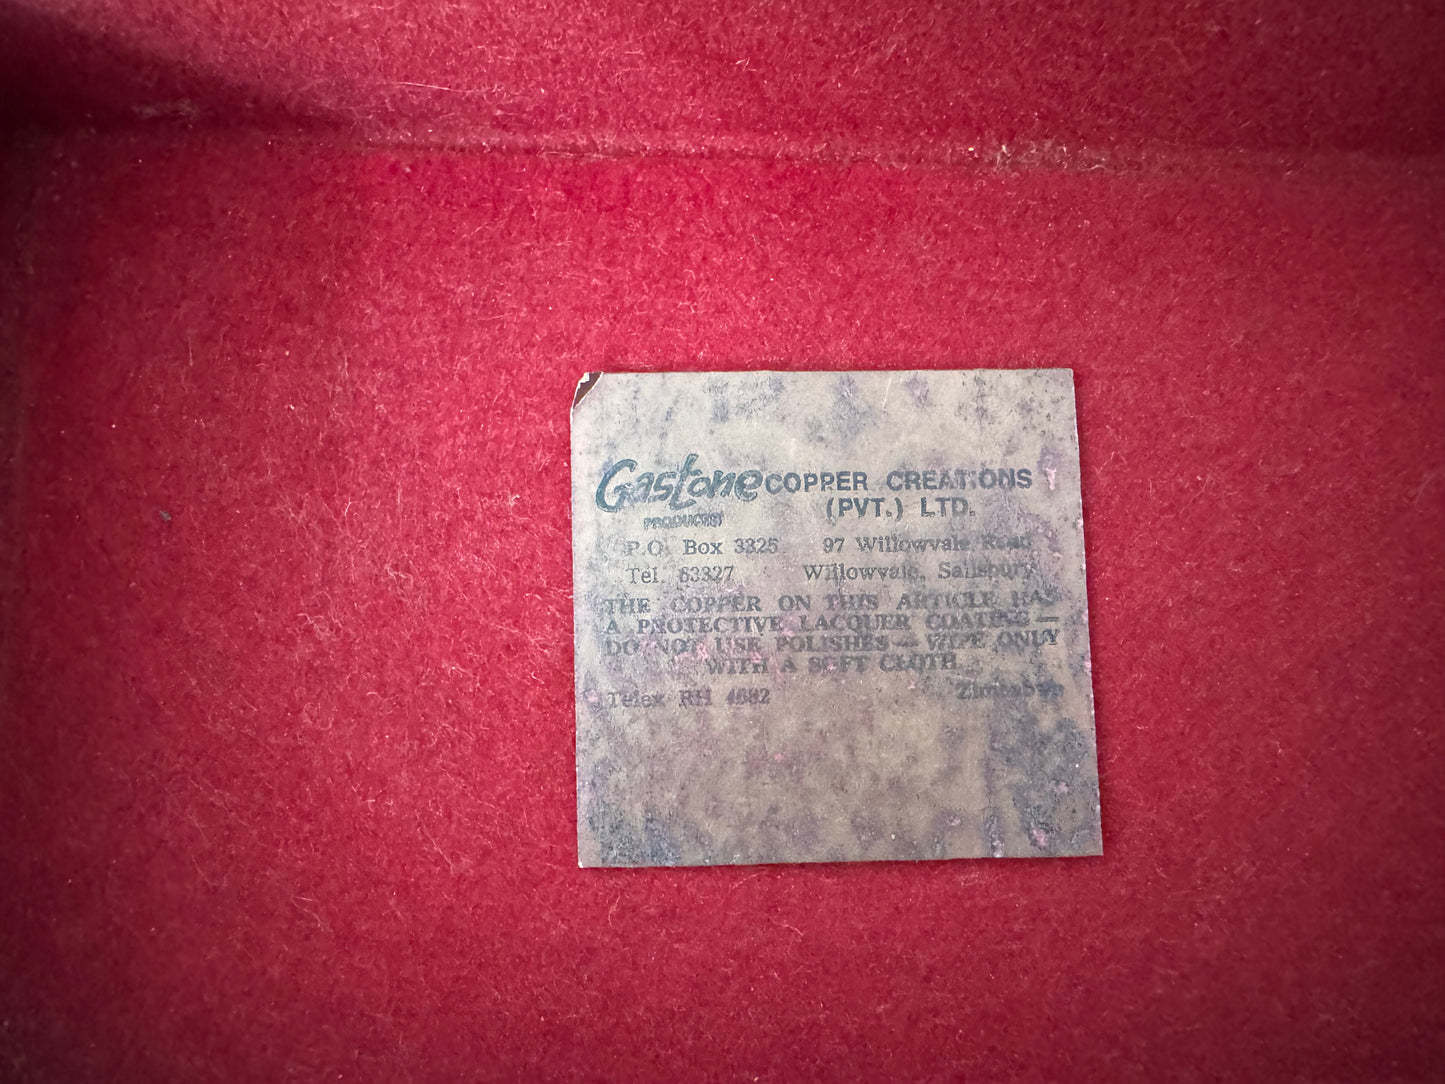 Gastone COPPER CREATIONS
PRODUCTS (PVT.) LTD.
P.O. Box 3325 97 Willowvale Road
Tel. 63327 Willowvale, Salisbury
THE COPPER ON THIS ARTICLE HAS
A PROTECTIVE LACQUER COATING —
DO NOT USE POLISHES — WIPE ONLY
WITH A SOFT CLOTH
Telex RH 4682 Zimbabwe